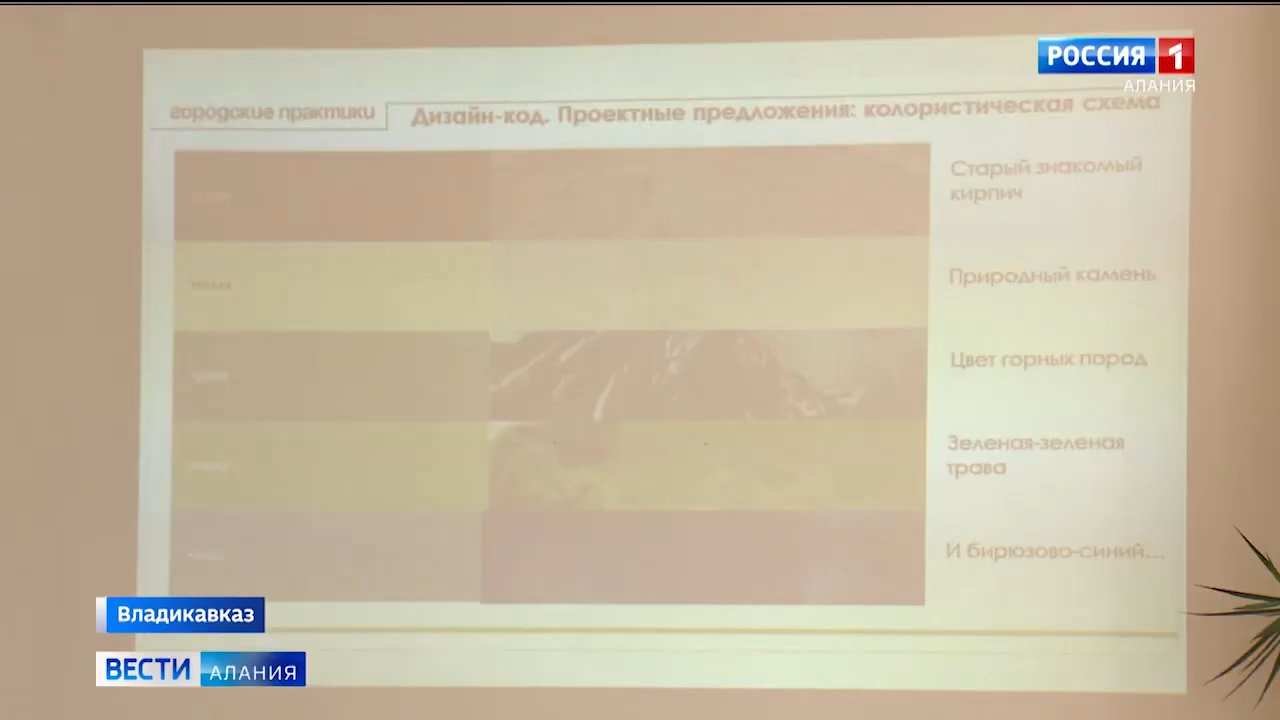 РОССИЯ 1
АЛАНИЯ
городские практики
Дизайн-код. Проектные предложения: колористическая схема
Старый знакомый
кирпич
Природный камень
Цвет горных пород
Зеленая-зеленая
трава
И бирюзово-синий...
Владикавказ
ВЕСТИ АЛАНИЯ